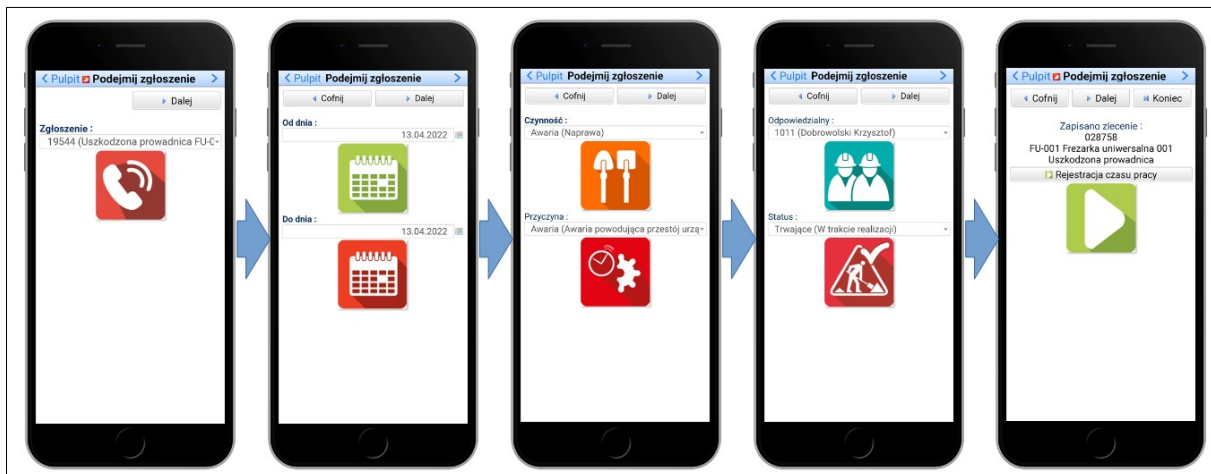 Pulpit Podejmij zgłoszenie
Dalej
Zgłoszenie :
19544 (Uszkodzona prowadnica FU-0
Pulpit Podejmij zgłoszenie
Cofnij Dalej
Od dnia :
13.04.2022
Do dnia :
13.04.2022
Pulpit Podejmij zgłoszenie
Cofnij Dalej
Czynność :
Awaria (Naprawa)
Przyczyna :
Awaria (Awaria powodująca przestój urzą
Pulpit Podejmij zgłoszenie
Cofnij Dalej
Odpowiedzialny :
1011 (Dobrowolski Krzysztof)
Status :
Trwające (W trakcie realizacji)
Pulpit Podejmij zgłoszenie
Cofnij Dalej Koniec
Zapisano zlecenie :
028758
FU-001 Frezarka uniwersalna 001
Uszkodzona prowadnica
Rejestracja czasu pracy